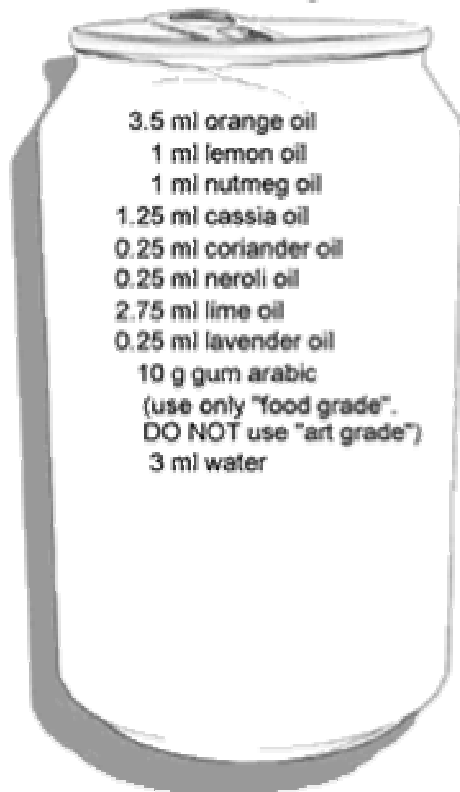 3.5 ml orange oil
1 ml lemon oil
1 ml nutmeg oil
1.25 ml cassia oil
0.25 ml coriander oil
0.25 ml neroli oil
2.75 ml lime oil
0.25 ml lavender oil
10 g gum arabic
(use only "food grade".
DO NOT use "art grade")
3 ml water